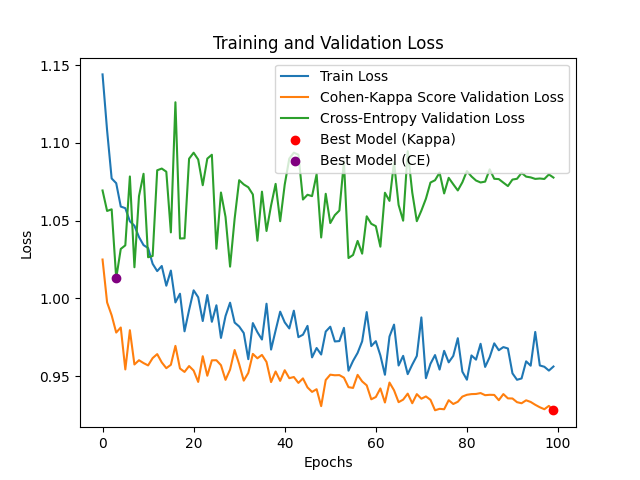 Training and Validation Loss
Train Loss
Cohen-Kappa Score Validation Loss
Cross-Entropy Validation Loss
Best Model (Kappa)
Best Model (CE)
Loss
1.15
1.10
1.05
1.00
0.95
0
20
40
60
80
100
Epochs